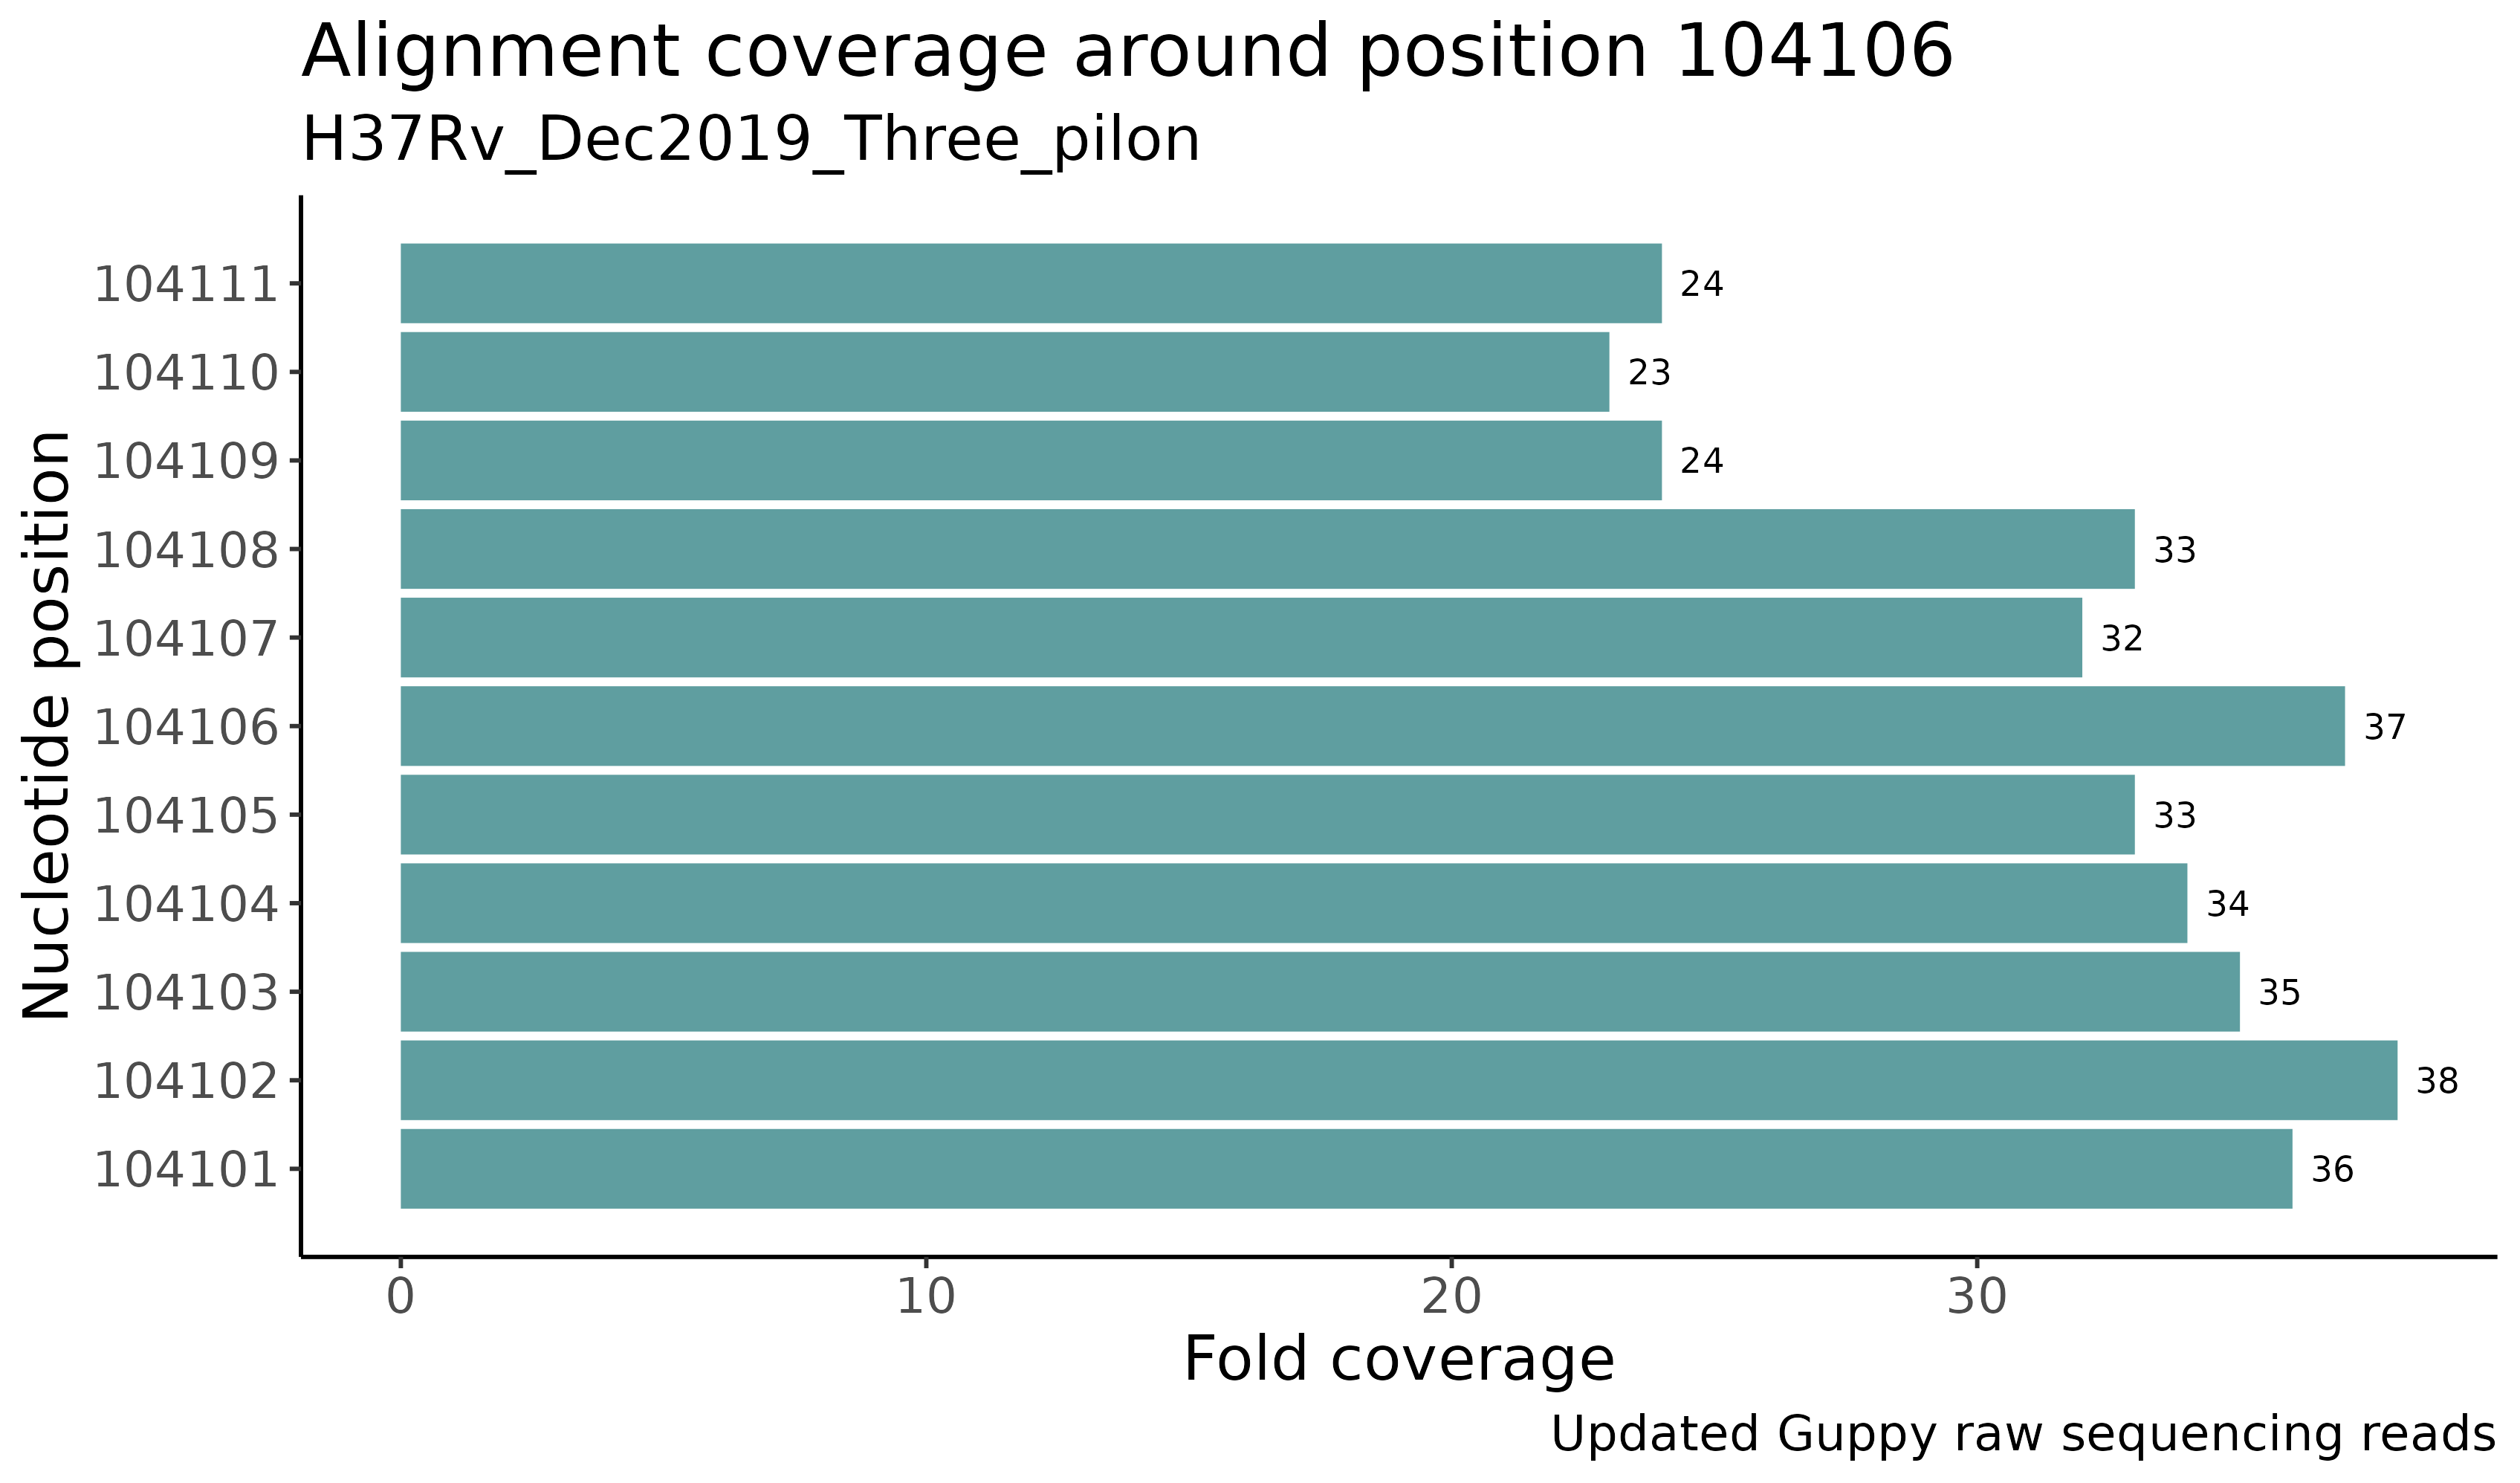 Alignment coverage around position 104106
H37Rv_Dec2019_Three_pilon
Nucleotide position
104111 24
104110 23
104109 24
104108 33
104107 32
104106 37
104105 33
104104 34
104103 35
104102 38
104101 36
0 10 20 30
Fold coverage
Updated Guppy raw sequencing reads